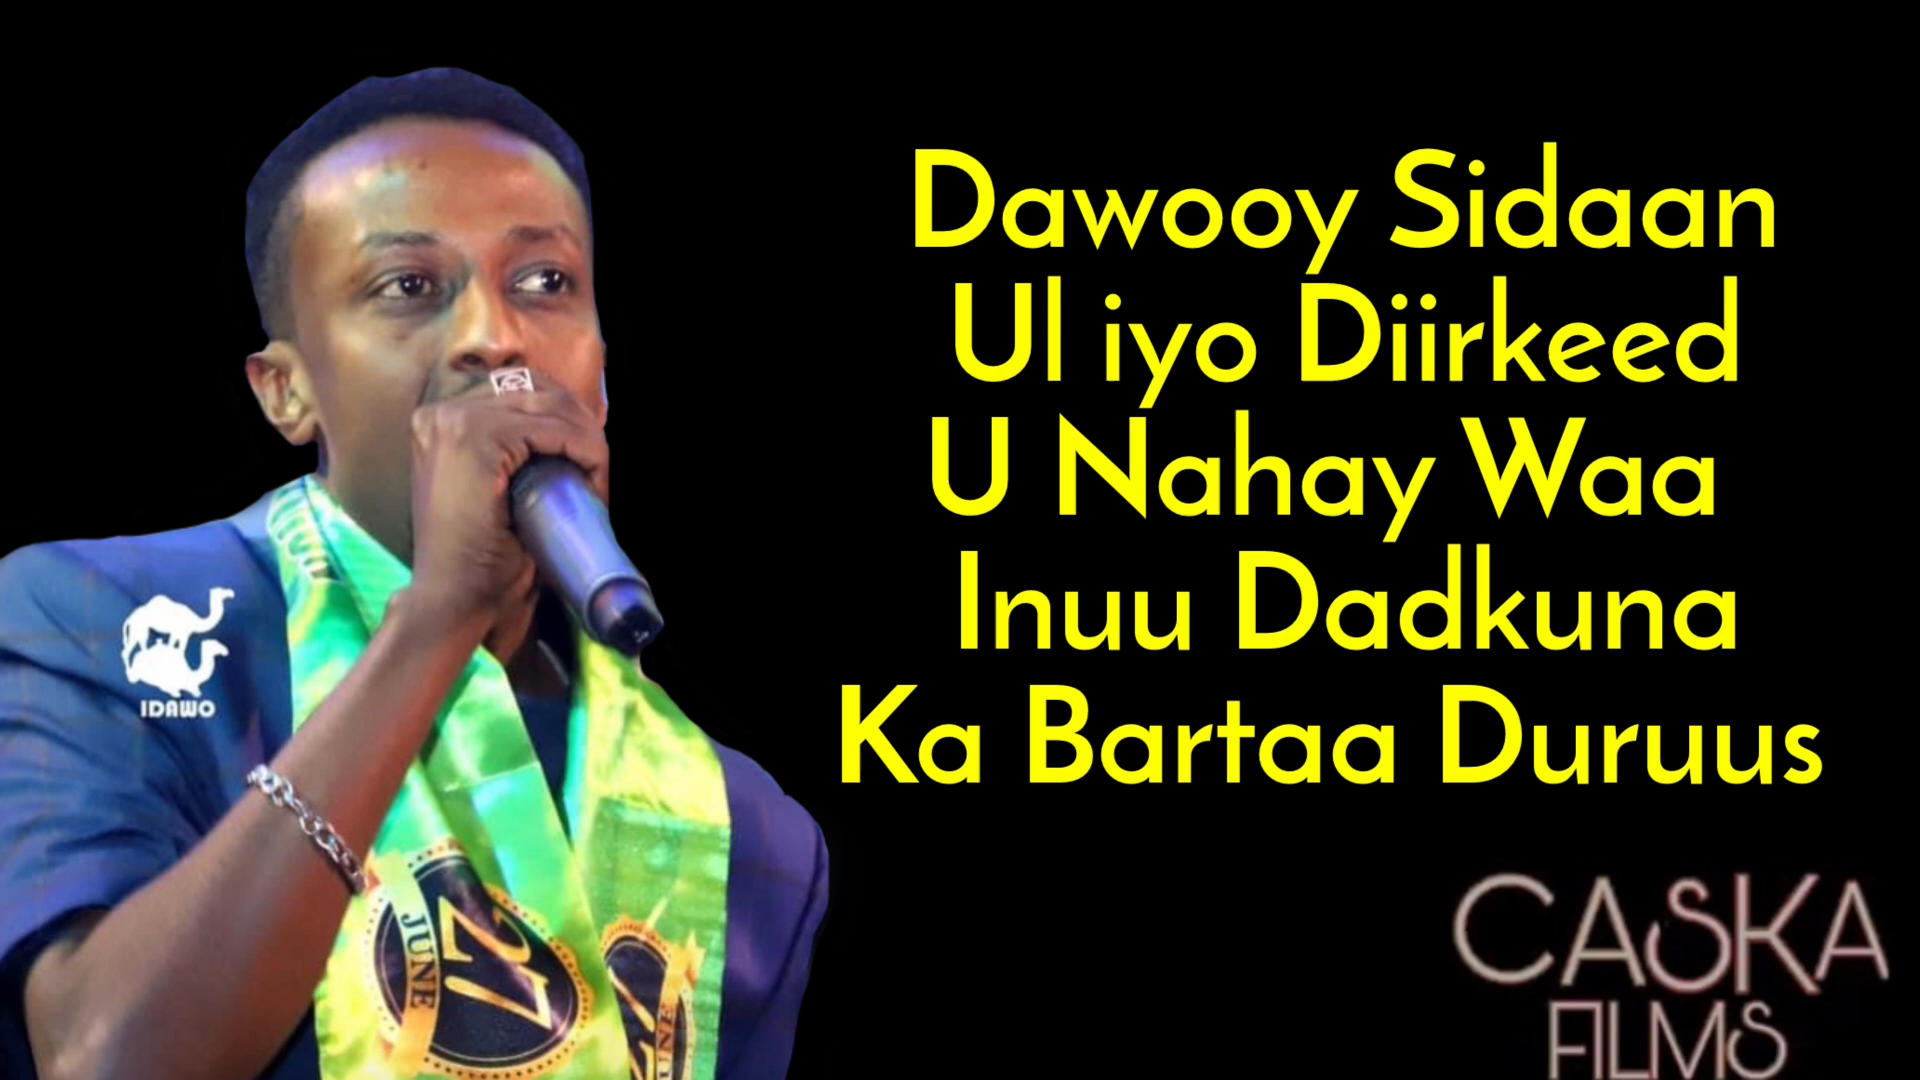 Dawooy Sidaan
Ul iyo Diirkeed
U Nahay Waa
Inuu Dadkuna
Ka Bartaa Duruus
IDAWO
27
JUNE
CASKA
FILMS